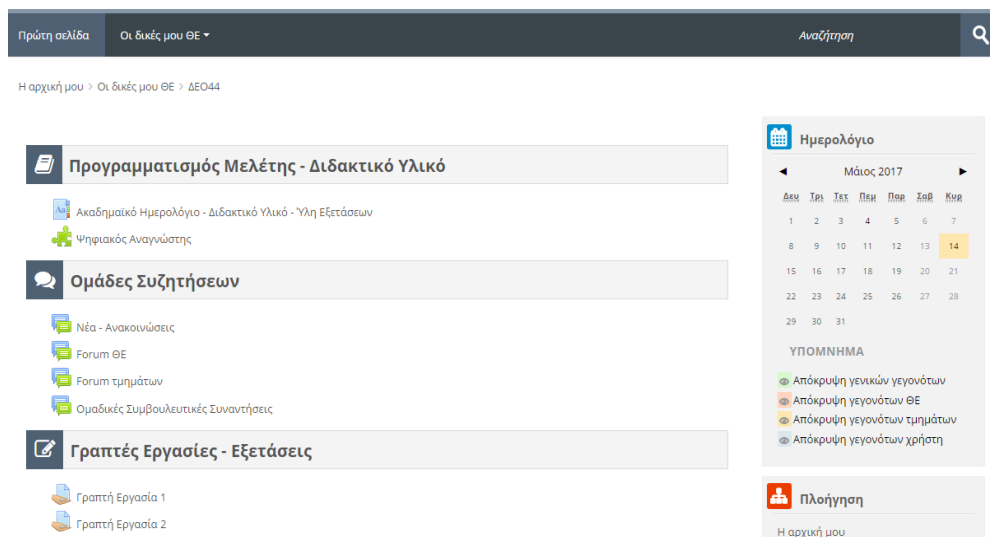 Πρώτη σελίδα Οι δικές μου ΘΕ Αναζήτηση
Η αρχική μου > Οι δικές μου ΘΕ > ΔΕΟ44
Προγραμματισμός Μελέτης - Διδακτικό Υλικό
Ακαδημαϊκό Ημερολόγιο - Διδακτικό Υλικό - Ύλη Εξετάσεων
Ψηφιακός Αναγνώστης
Ομάδες Συζητήσεων
Νέα - Ανακοινώσεις
Forum ΘΕ
Forum τμημάτων
Ομαδικές Συμβουλευτικές Συναντήσεις
Γραπτές Εργασίες - Εξετάσεις
Γραπτή Εργασία 1
Γραπτή Εργασία 2
Ημερολόγιο
◄ Μάιος 2017 ►
Δευ Τρι Τετ Πεμ Παρ Σαβ Κυρ
1 2 3 4 5 6 7
8 9 10 11 12 13 14
15 16 17 18 19 20 21
22 23 24 25 26 27 28
29 30 31
ΥΠΟΜΝΗΜΑ
Απόκρυψη γενικών γεγονότων
Απόκρυψη γεγονότων ΘΕ
Απόκρυψη γεγονότων τμημάτων
Απόκρυψη γεγονότων χρήστη
Πλοήγηση
Η αρχική μου